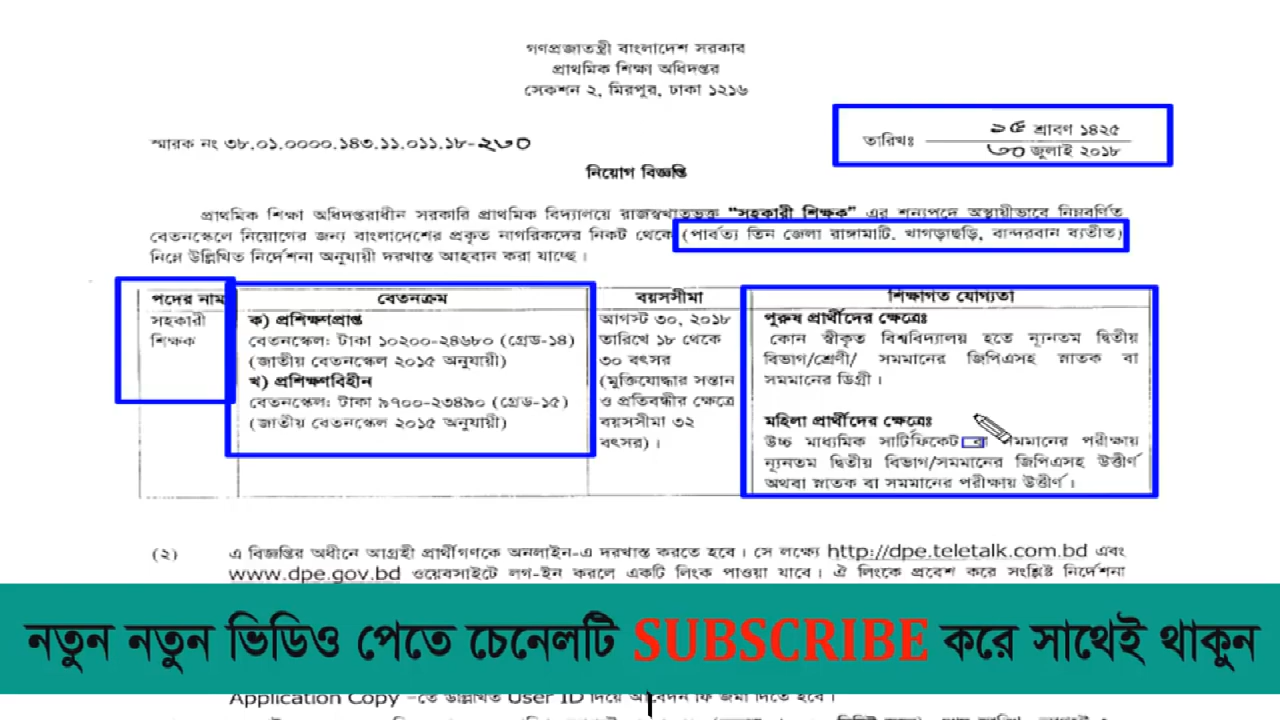 গণপ্রজাতন্ত্রী বাংলাদেশ সরকার
প্রাথমিক শিক্ষা অধিদপ্তর
সেকশন ২, মিরপুর, ঢাকা ১২১৬
স্মারক নং ৩৮.০১.০০০০.১৪৩.১১.০১১.১৮-২৩০
তারিখঃ ১৫ শ্রাবণ ১৪২৫
৩০ জুলাই ২০১৮
নিয়োগ বিজ্ঞপ্তি
প্রাথমিক শিক্ষা অধিদপ্তরাধীন সরকারি প্রাথমিক বিদ্যালয়ে রাজস্বখাতভুক্ত “সহকারী শিক্ষক” এর শূন্যপদে অস্থায়ীভাবে নিম্নবর্ণিত
বেতনস্কেলে নিয়োগের জন্য বাংলাদেশের প্রকৃত নাগরিকদের নিকট থেকে (পার্বত্য তিন জেলা রাঙ্গামাটি, খাগড়াছড়ি, বান্দরবান ব্যতীত)
নিম্নে উল্লিখিত নির্দেশনা অনুযায়ী দরখাস্ত আহবান করা যাচ্ছে।
পদের নাম
সহকারী
শিক্ষক
বেতনক্রম
ক) প্রশিক্ষণপ্রাপ্ত
বেতনস্কেল: টাকা ১০২০০-২৪৬৮০ (গ্রেড-১৪)
(জাতীয় বেতনস্কেল ২০১৫ অনুযায়ী)
খ) প্রশিক্ষণবিহীন
বেতনস্কেল: টাকা ৯৭০০-২৩৪৯০ (গ্রেড-১৫)
(জাতীয় বেতনস্কেল ২০১৫ অনুযায়ী)
বয়সসীমা
আগস্ট ৩০, ২০১৮
তারিখে ১৮ থেকে
৩০ বৎসর
(মুক্তিযোদ্ধার সন্তান
ও প্রতিবন্ধীর ক্ষেত্রে
বয়সসীমা ৩২
বৎসর)।
শিক্ষাগত যোগ্যতা
পুরুষ প্রার্থীদের ক্ষেত্রেঃ
কোন স্বীকৃত বিশ্ববিদ্যালয় হতে ন্যূনতম দ্বিতীয়
বিভাগ/শ্রেণী/ সমমানের জিপিএসহ স্নাতক বা
সমমানের ডিগ্রী।
মহিলা প্রার্থীদের ক্ষেত্রেঃ
উচ্চ মাধ্যমিক সার্টিফিকেট বা সমমানের পরীক্ষায়
ন্যূনতম দ্বিতীয় বিভাগ/সমমানের জিপিএসহ উত্তীর্ণ
অথবা স্নাতক বা সমমানের পরীক্ষায় উত্তীর্ণ।
(২) এ বিজ্ঞপ্তির অধীনে আগ্রহী প্রার্থীগণকে অনলাইন-এ দরখাস্ত করতে হবে। সে লক্ষ্যে http://dpe.teletalk.com.bd এবং
www.dpe.gov.bd ওয়েবসাইটে লগ-ইন করলে একটি লিংক পাওয়া যাবে। ঐ লিংকে প্রবেশ করে সংশ্লিষ্ট নির্দেশনা
নতুন নতুন ভিডিও পেতে চেনেলটি SUBSCRIBE করে সাথেই থাকুন
Application Copy –তে উল্লিখিত User ID দিয়ে আবেদন ফি জমা দিতে হবে।